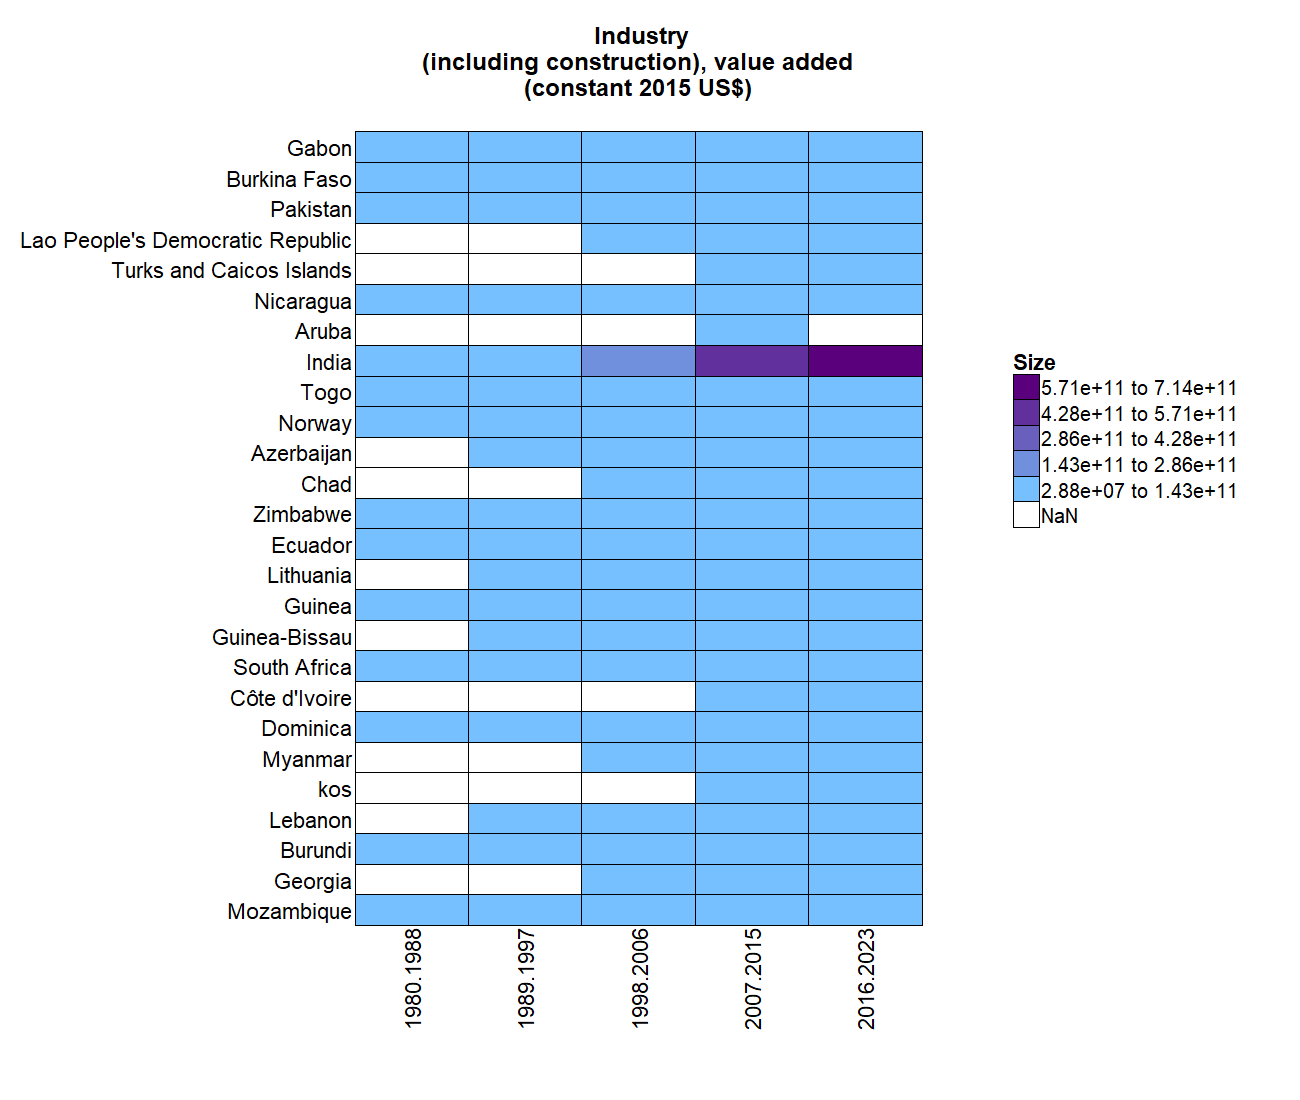 Industry
(including construction), value added
(constant 2015 US$)
Gabon
Burkina Faso
Pakistan
Lao People's Democratic Republic
Turks and Caicos Islands
Nicaragua
Aruba
India
Togo
Norway
Azerbaijan
Chad
Zimbabwe
Ecuador
Lithuania
Guinea
Guinea-Bissau
South Africa
Côte d'Ivoire
Dominica
Myanmar
kos
Lebanon
Burundi
Georgia
Mozambique
1980.1988
1989.1997
1998.2006
2007.2015
2016.2023
Size
5.71e+11 to 7.14e+11
4.28e+11 to 5.71e+11
2.86e+11 to 4.28e+11
1.43e+11 to 2.86e+11
2.88e+07 to 1.43e+11
NaN